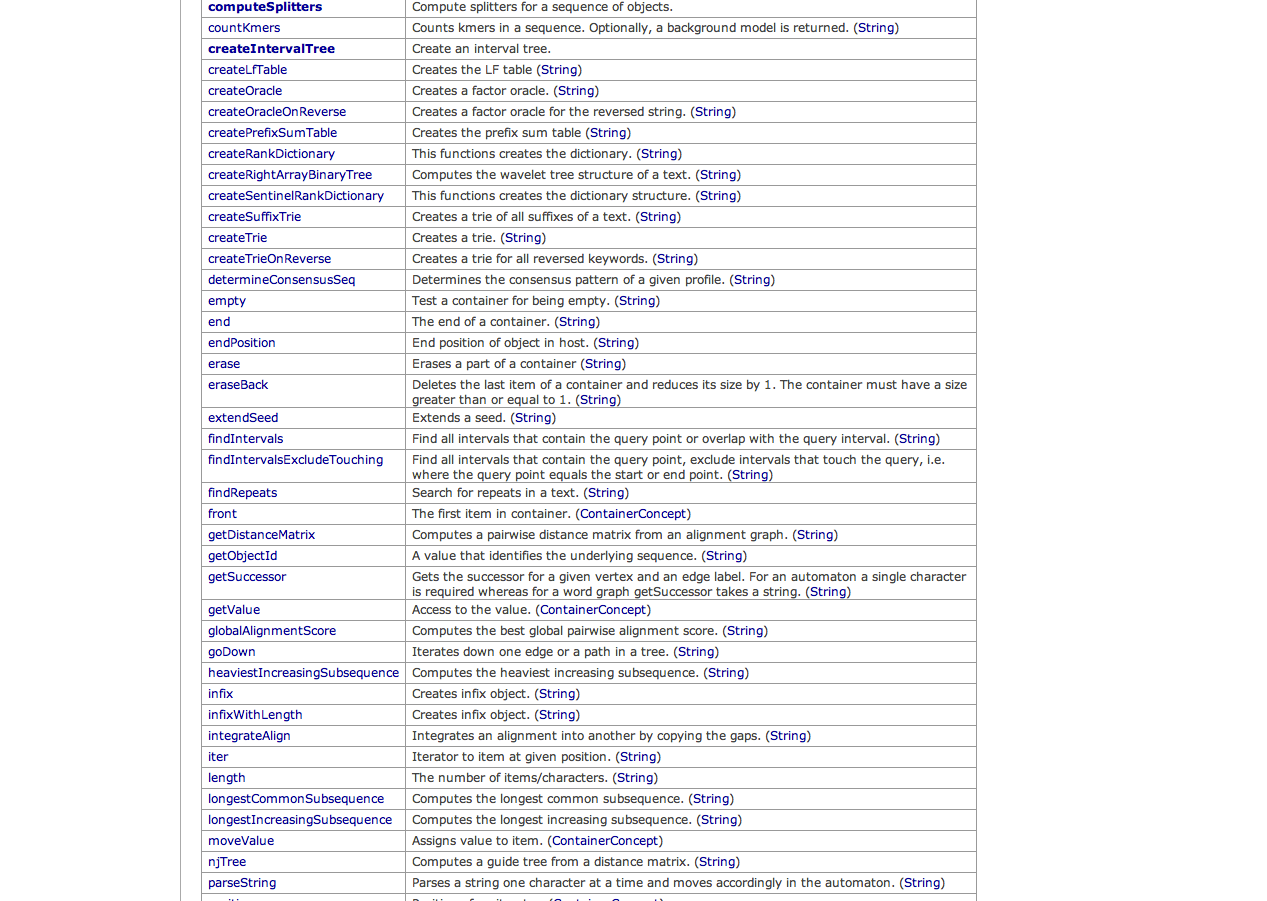 computeSplitters Compute splitters for a sequence of objects.
countKmers Counts kmers in a sequence. Optionally, a background model is returned. (String)
createIntervalTree Create an interval tree.
createLfTable Creates the LF table (String)
createOracle Creates a factor oracle. (String)
createOracleOnReverse Creates a factor oracle for the reversed string. (String)
createPrefixSumTable Creates the prefix sum table (String)
createRankDictionary This functions creates the dictionary. (String)
createRightArrayBinaryTree Computes the wavelet tree structure of a text. (String)
createSentinelRankDictionary This functions creates the dictionary structure. (String)
createSuffixTrie Creates a trie of all suffixes of a text. (String)
createTrie Creates a trie. (String)
createTrieOnReverse Creates a trie for all reversed keywords. (String)
determineConsensusSeq Determines the consensus pattern of a given profile. (String)
empty Test a container for being empty. (String)
end The end of a container. (String)
endPosition End position of object in host. (String)
erase Erases a part of a container (String)
eraseBack Deletes the last item of a container and reduces its size by 1. The container must have a size
greater than or equal to 1. (String)
extendSeed Extends a seed. (String)
findIntervals Find all intervals that contain the query point or overlap with the query interval. (String)
findIntervalsExcludeTouching Find all intervals that contain the query point, exclude intervals that touch the query, i.e.
where the query point equals the start or end point. (String)
findRepeats Search for repeats in a text. (String)
front The first item in container. (ContainerConcept)
getDistanceMatrix Computes a pairwise distance matrix from an alignment graph. (String)
getObjectId A value that identifies the underlying sequence. (String)
getSuccessor Gets the successor for a given vertex and an edge label. For an automaton a single character
is required whereas for a word graph getSuccessor takes a string. (String)
getValue Access to the value. (ContainerConcept)
globalAlignmentScore Computes the best global pairwise alignment score. (String)
goDown Iterates down one edge or a path in a tree. (String)
heaviestIncreasingSubsequence Computes the heaviest increasing subsequence. (String)
infix Creates infix object. (String)
infixWithLength Creates infix object. (String)
integrateAlign Integrates an alignment into another by copying the gaps. (String)
iter Iterator to item at given position. (String)
length The number of items/characters. (String)
longestCommonSubsequence Computes the longest common subsequence. (String)
longestIncreasingSubsequence Computes the longest increasing subsequence. (String)
moveValue Assigns value to item. (ContainerConcept)
njTree Computes a guide tree from a distance matrix. (String)
parseString Parses a string one character at a time and moves accordingly in the automaton. (String)